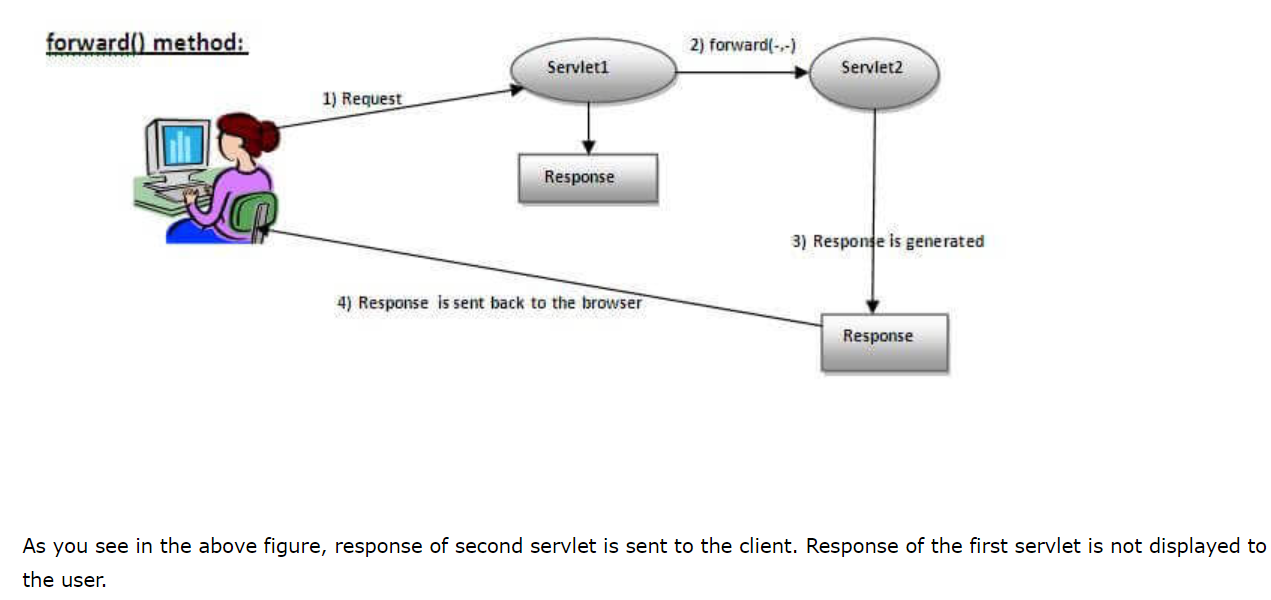 forward() method:
2) forward(-,-)
Servlet1
Servlet2
1) Request
Response
3) Response is generated
4) Response is sent back to the browser
Response
As you see in the above figure, response of second servlet is sent to the client. Response of the first servlet is not displayed to
the user.